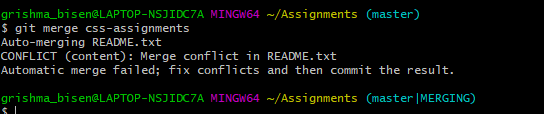 grishma_bisen@LAPTOP-NSJIDC7A MINGW64 ~/Assignments (master)
$ git merge css-assignments
Auto-merging README.txt
CONFLICT (content): Merge conflict in README.txt
Automatic merge failed; fix conflicts and then commit the result.
grishma_bisen@LAPTOP-NSJIDC7A MINGW64 ~/Assignments (master|MERGING)
$